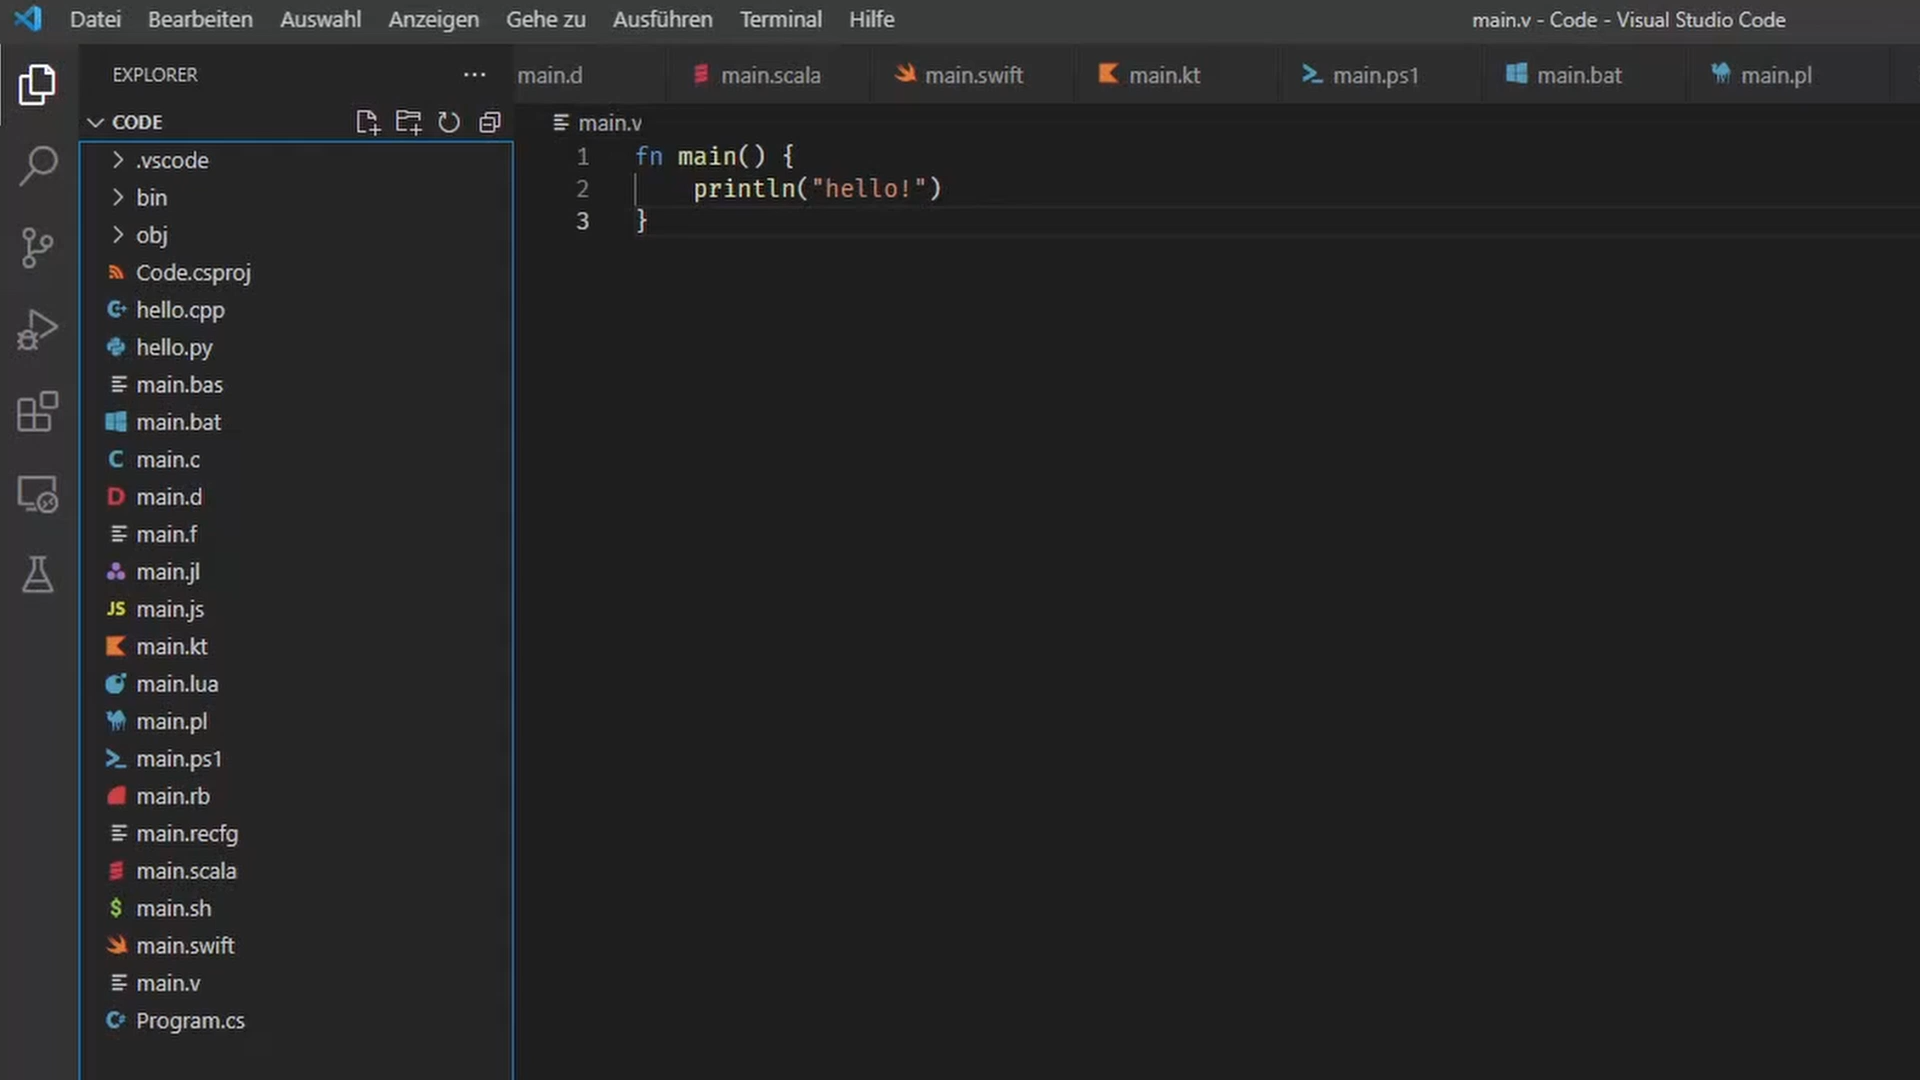 Datei Bearbeiten Auswahl Anzeigen Gehe zu Ausführen Terminal Hilfe main.v - Code - Visual Studio Code
EXPLORER
main.d main.scala main.swift main.kt main.ps1 main.bat main.pl
CODE
main.v
1 fn main() {
2 println("hello!")
3 }
.vscode
bin
obj
Code.csproj
hello.cpp
hello.py
main.bas
main.bat
C main.c
D main.d
main.f
main.jl
JS main.js
main.kt
main.lua
main.pl
main.ps1
main.rb
main.recfg
main.scala
$ main.sh
main.swift
main.v
Program.cs